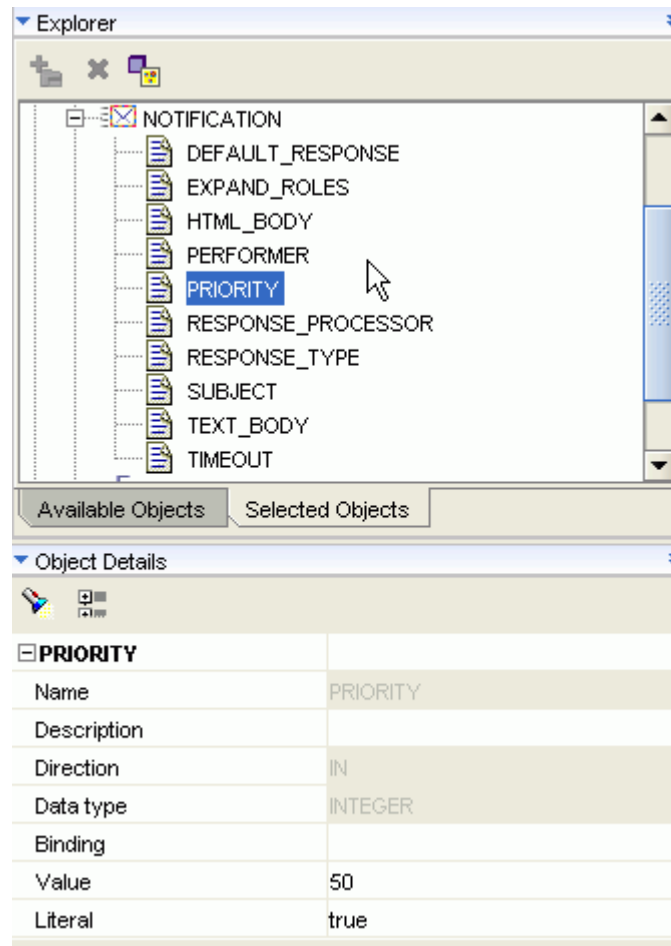 Explorer
NOTIFICATION
DEFAULT_RESPONSE
EXPAND_ROLES
HTML_BODY
PERFORMER
PRIORITY
RESPONSE_PROCESSOR
RESPONSE_TYPE
SUBJECT
TEXT_BODY
TIMEOUT
Available Objects Selected Objects
Object Details
PRIORITY
Name PRIORITY
Description
Direction IN
Data type INTEGER
Binding
Value 50
Literal true